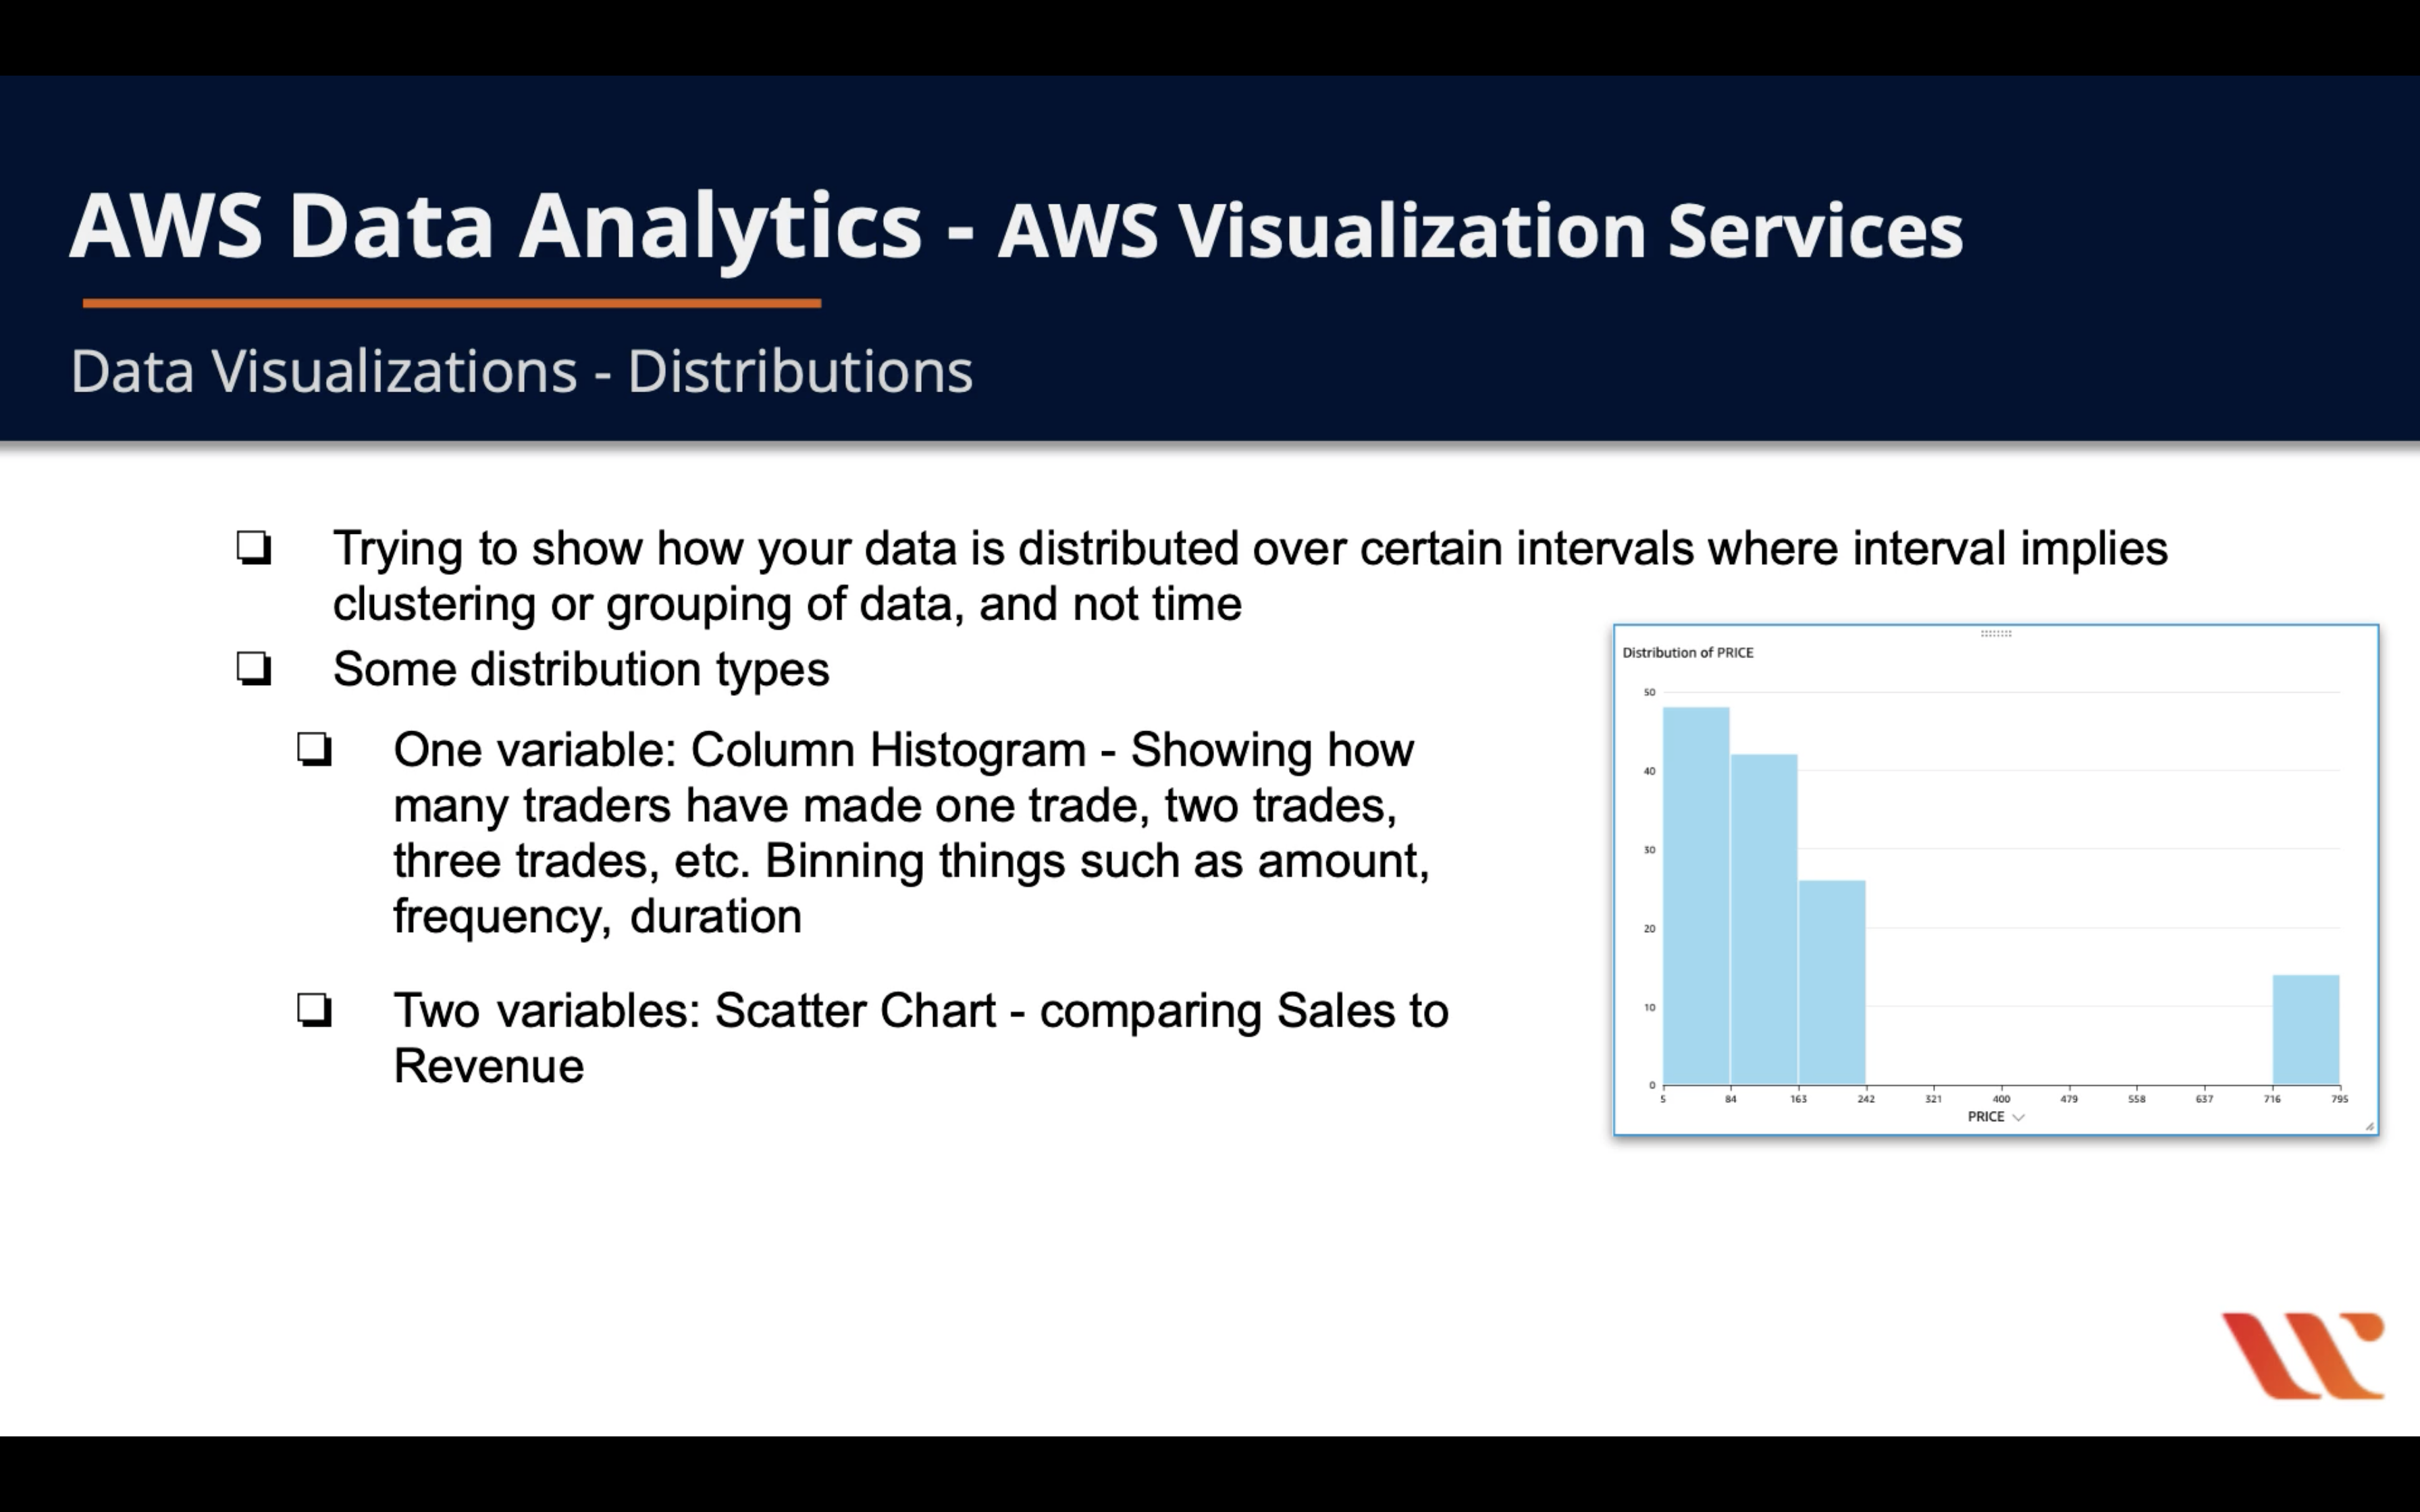 AWS Data Analytics - AWS Visualization Services
Data Visualizations - Distributions
Trying to show how your data is distributed over certain intervals where interval implies
clustering or grouping of data, and not time
Some distribution types
One variable: Column Histogram - Showing how
many traders have made one trade, two trades,
three trades, etc. Binning things such as amount,
frequency, duration
Two variables: Scatter Chart - comparing Sales to
Revenue
Distribution of PRICE
50
40
30
20
10
0
5 84 163 242 321 400 479 558 637 716 795
PRICE